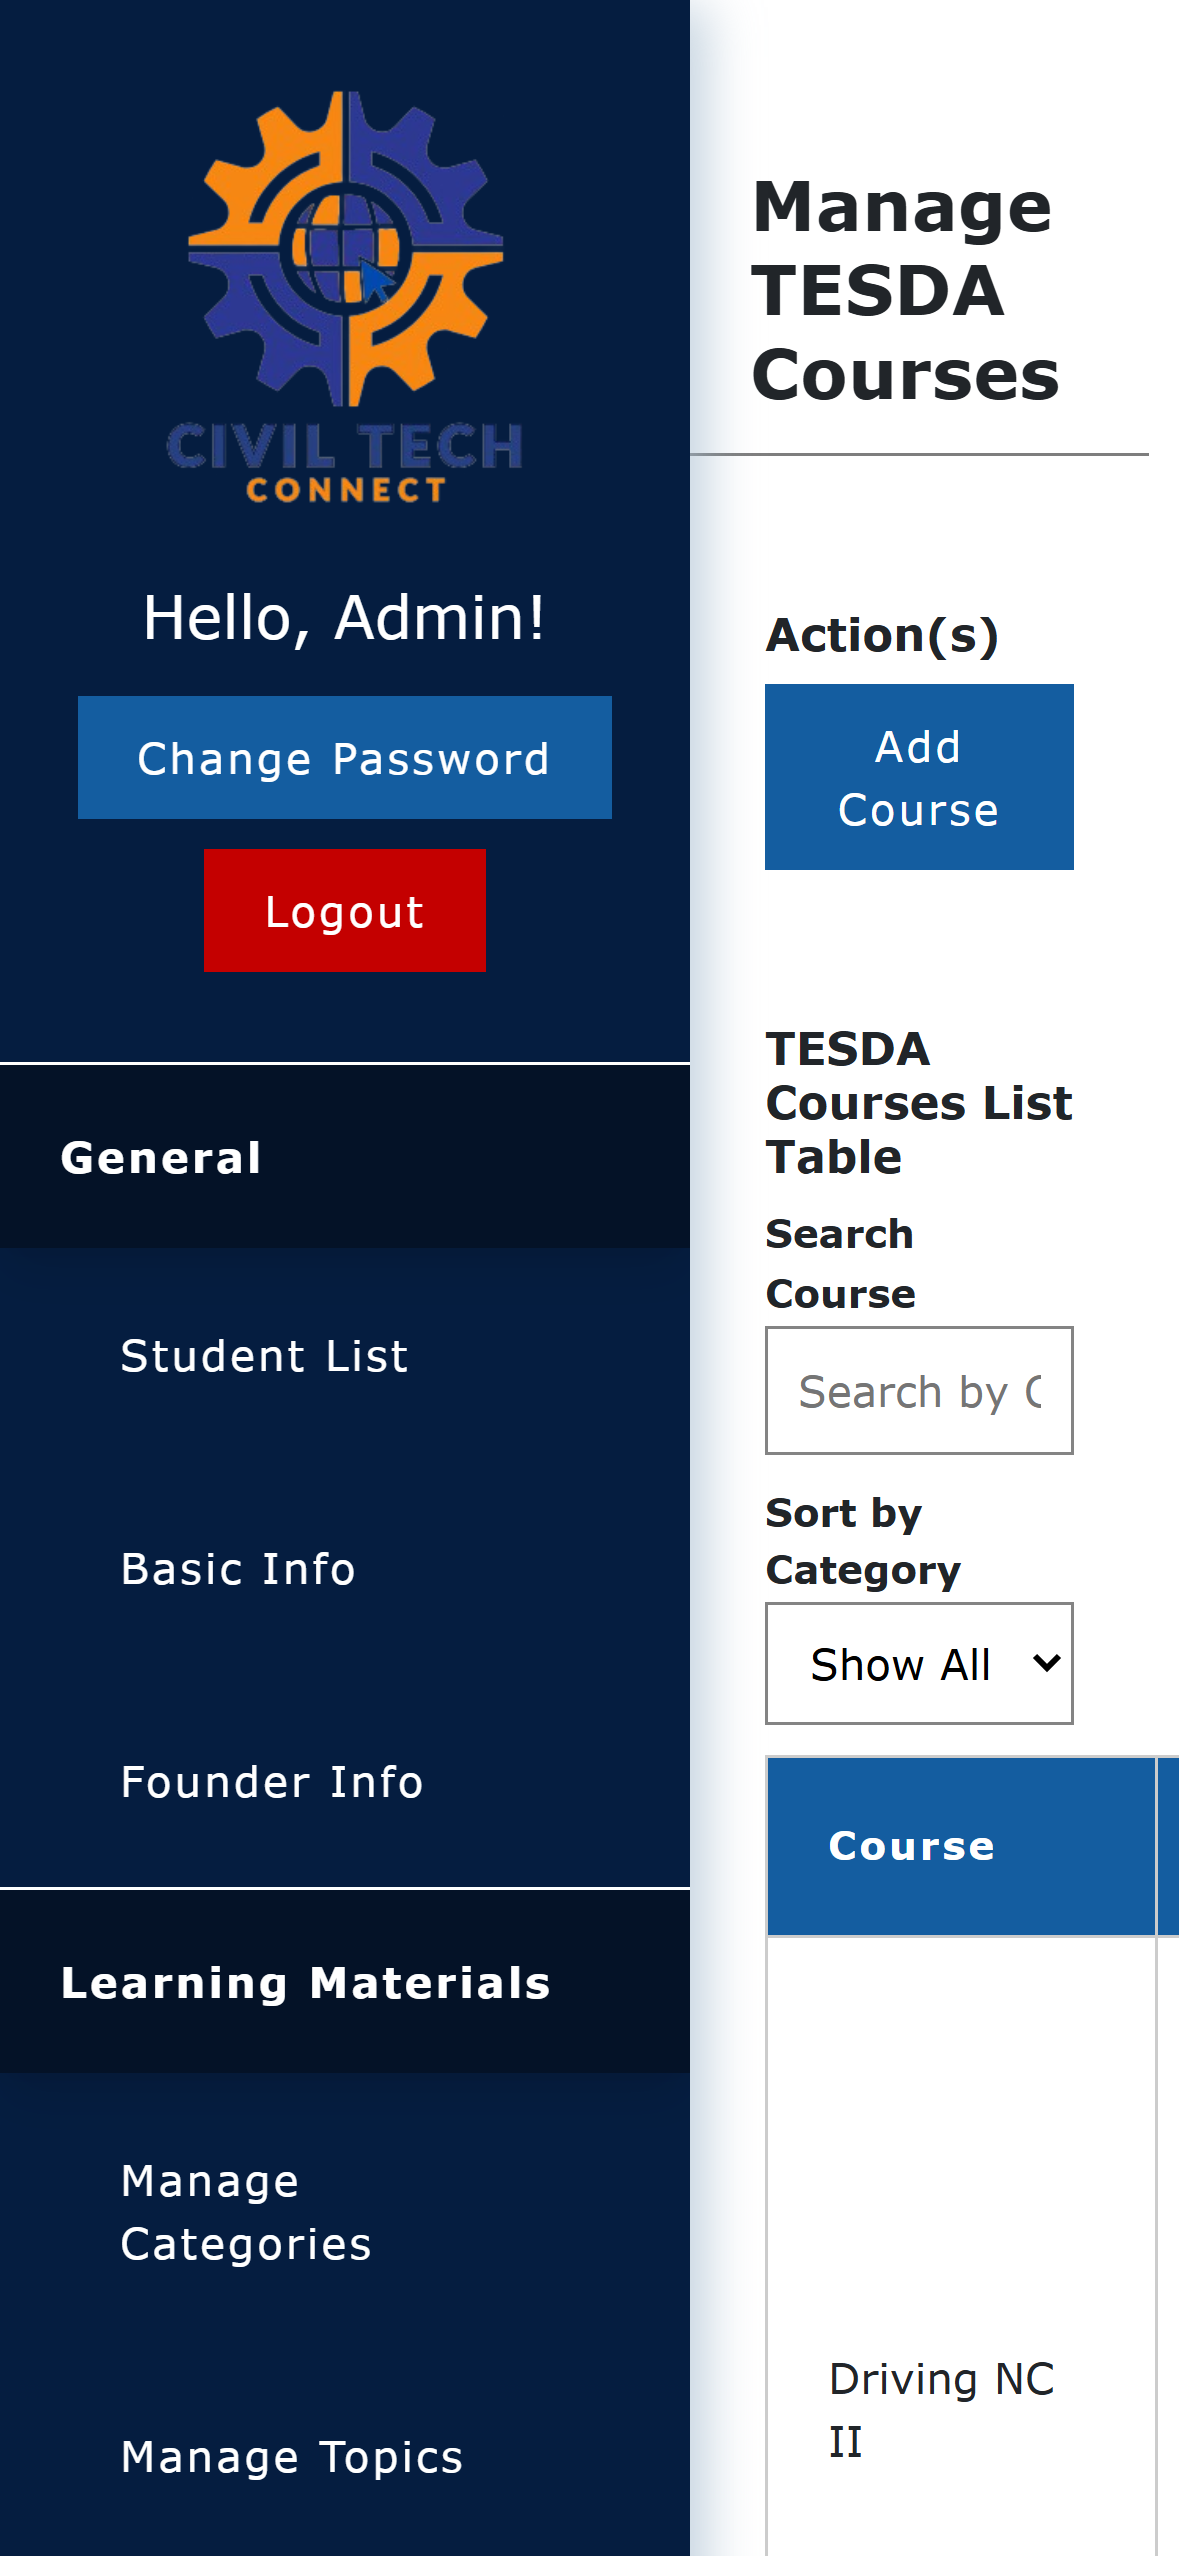 CIVIL TECH
CONNECT
Hello, Admin!
Change Password
Logout
General
Student List
Basic Info
Founder Info
Learning Materials
Manage
Categories
Manage Topics
Manage
TESDA
Courses
Action(s)
Add
Course
TESDA
Courses List
Table
Search
Course
Search by
Sort by
Category
Show All
Course
Driving NC
II